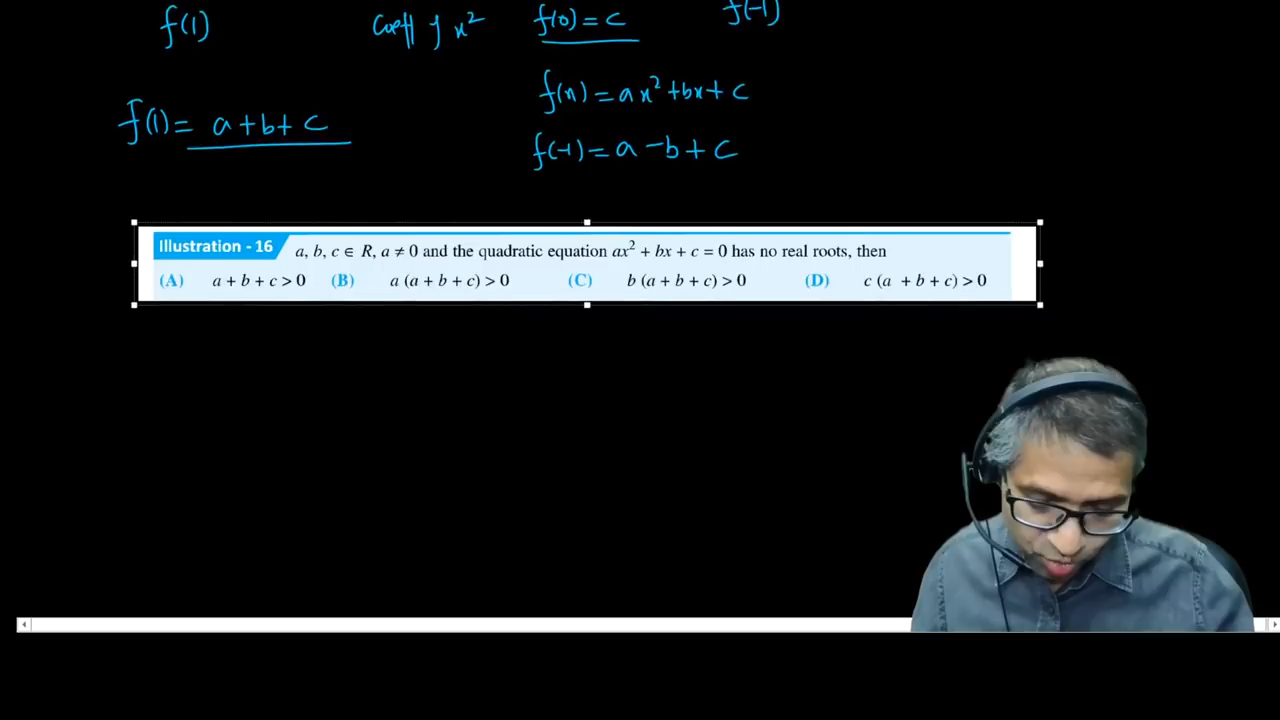 f(1) coeff of x² f(0) = c f(-1)
f(x) = ax² + bx + c
f(1) = a + b + c
f(-1) = a - b + c
Illustration - 16 a, b, c ∈ R, a ≠ 0 and the quadratic equation ax² + bx + c = 0 has no real roots, then
(A) a + b + c > 0 (B) a (a + b + c) > 0 (C) b (a + b + c) > 0 (D) c (a + b + c) > 0